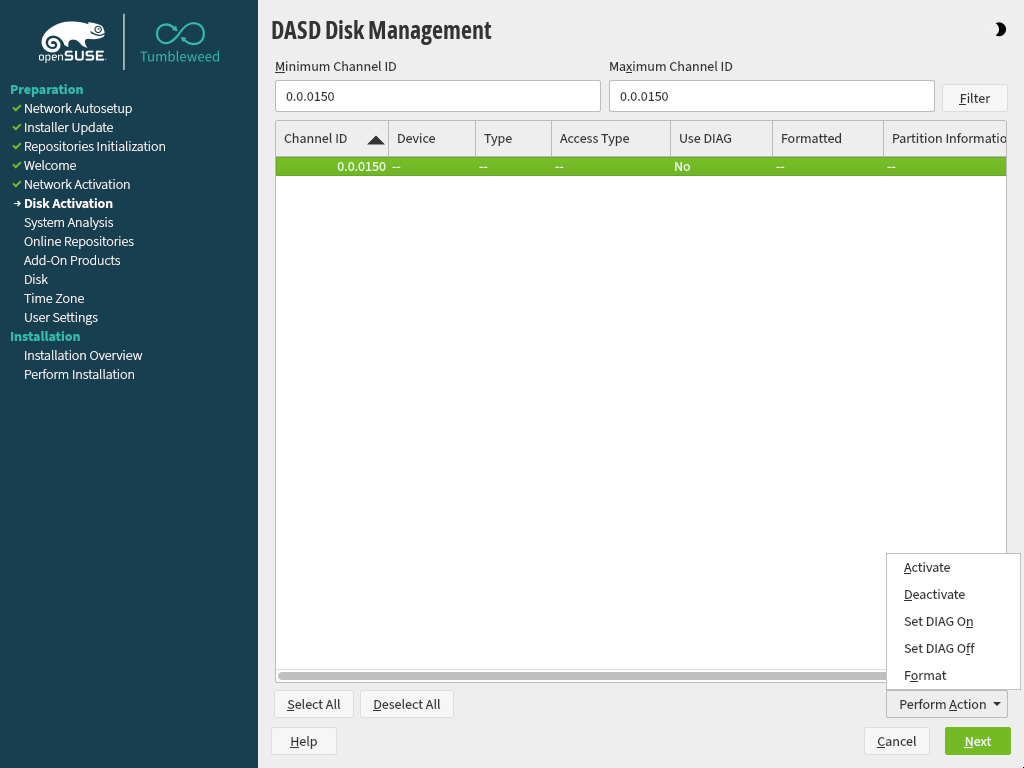 openSUSE
Tumbleweed
Preparation
Network Autosetup
Installer Update
Repositories Initialization
Welcome
Network Activation
Disk Activation
System Analysis
Online Repositories
Add-On Products
Disk
Time Zone
User Settings
Installation
Installation Overview
Perform Installation
DASD Disk Management
Minimum Channel ID Maximum Channel ID
0.0.0150 0.0.0150 Filter
Channel ID Device Type Access Type Use DIAG Formatted Partition Informatio
0.0.0150 -- -- -- No -- --
Activate
Deactivate
Set DIAG On
Set DIAG Off
Format
Select All Deselect All Perform Action
Help Cancel Next